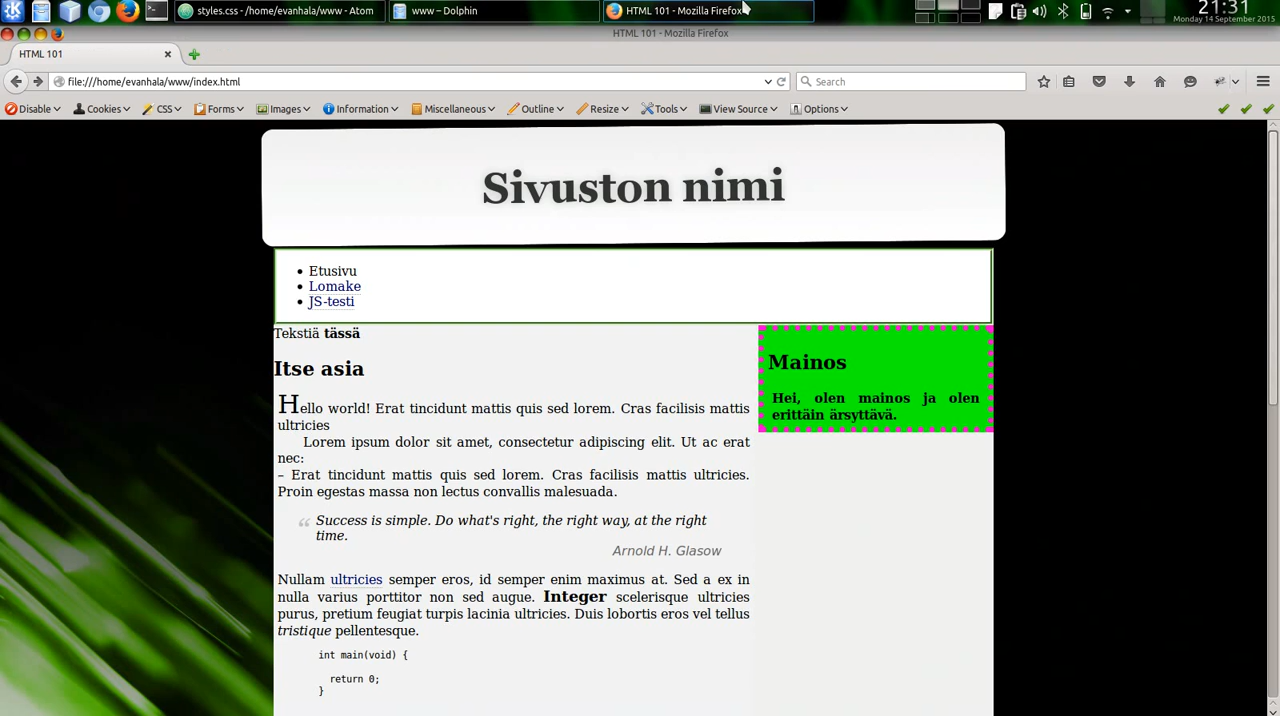 styles.css - /home/evanhala/www - Atom
www – Dolphin
HTML 101 - Mozilla Firefox
21:31
Monday 14 September 2015
HTML 101 - Mozilla Firefox
HTML 101
file:///home/evanhala/www/index.html
Search
Disable
Cookies
CSS
Forms
Images
Information
Miscellaneous
Outline
Resize
Tools
View Source
Options
Sivuston nimi
• Etusivu
• Lomake
• JS-testi
Tekstiä tässä
Itse asia
Hello world! Erat tincidunt mattis quis sed lorem. Cras facilisis mattis
ultricies
Lorem ipsum dolor sit amet, consectetur adipiscing elit. Ut ac erat
nec:
– Erat tincidunt mattis quis sed lorem. Cras facilisis mattis ultricies.
Proin egestas massa non lectus convallis malesuada.
“ Success is simple. Do what's right, the right way, at the right
time.
Arnold H. Glasow
Nullam ultricies semper eros, id semper enim maximus at. Sed a ex in
nulla varius porttitor non sed augue. Integer scelerisque ultricies
purus, pretium feugiat turpis lacinia ultricies. Duis lobortis eros vel tellus
tristique pellentesque.
int main(void) {
return 0;
}
Mainos
Hei, olen mainos ja olen
erittäin ärsyttävä.